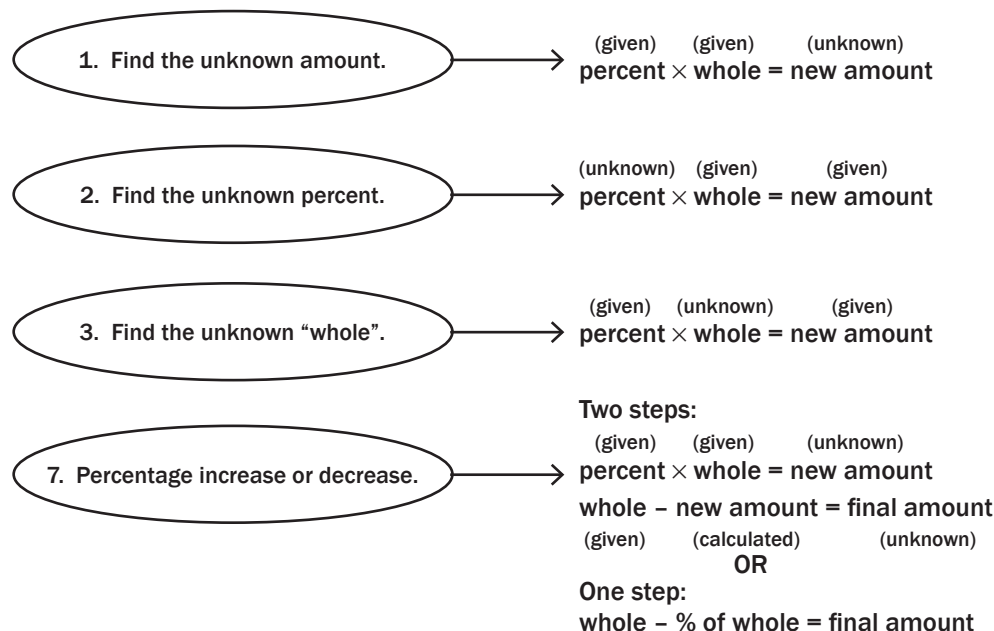 1. Find the unknown amount.
(given) (given) (unknown)
percent × whole = new amount
2. Find the unknown percent.
(unknown) (given) (given)
percent × whole = new amount
3. Find the unknown “whole”.
(given) (unknown) (given)
percent × whole = new amount
7. Percentage increase or decrease.
Two steps:
(given) (given) (unknown)
percent × whole = new amount
whole – new amount = final amount
(given) (calculated) (unknown)
OR
One step:
whole – % of whole = final amount